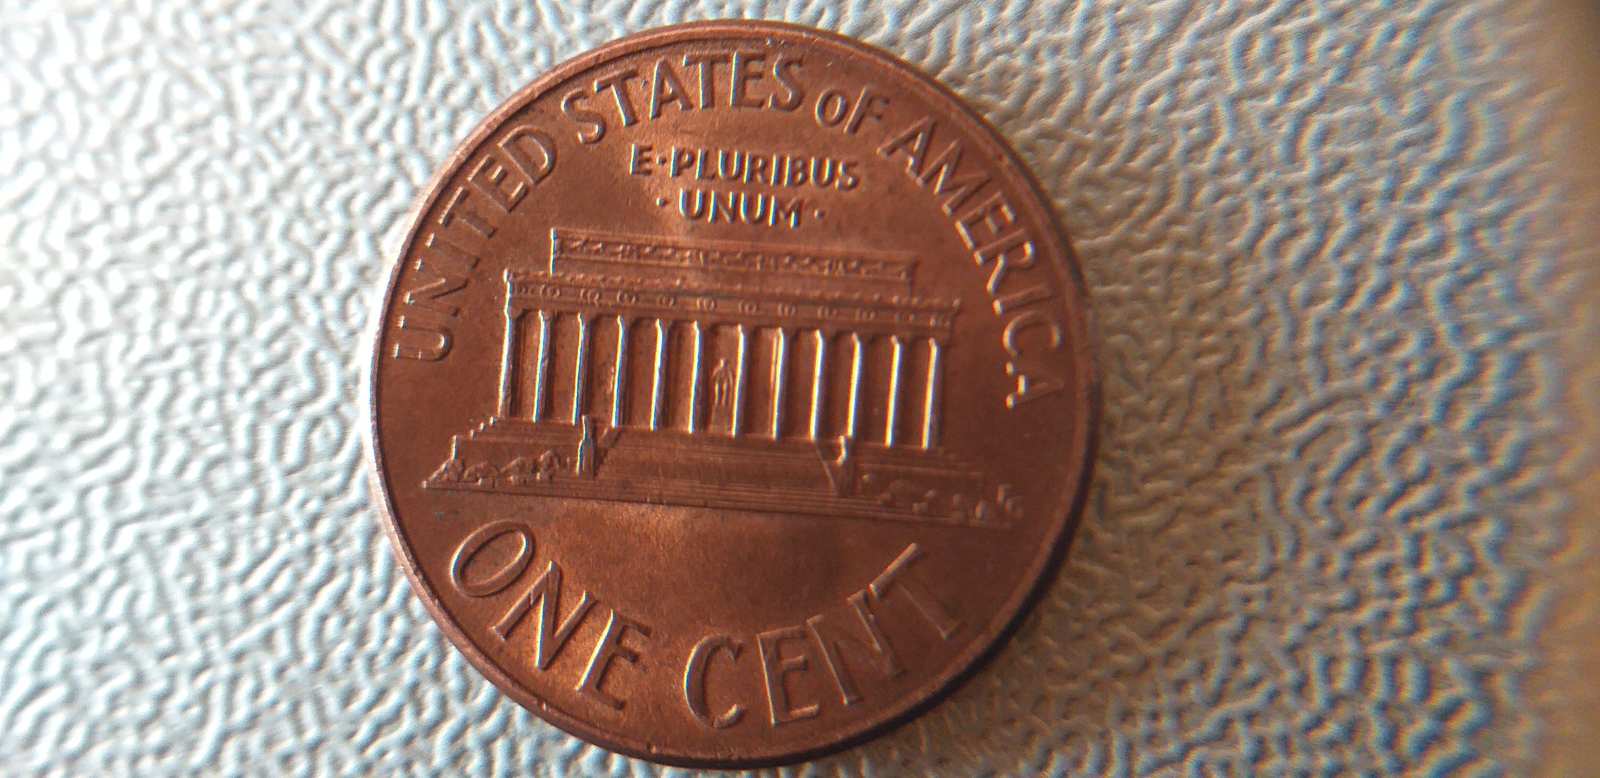 UNITED STATES OF AMERICA
E·PLURIBUS
·UNUM·
ONE CENT